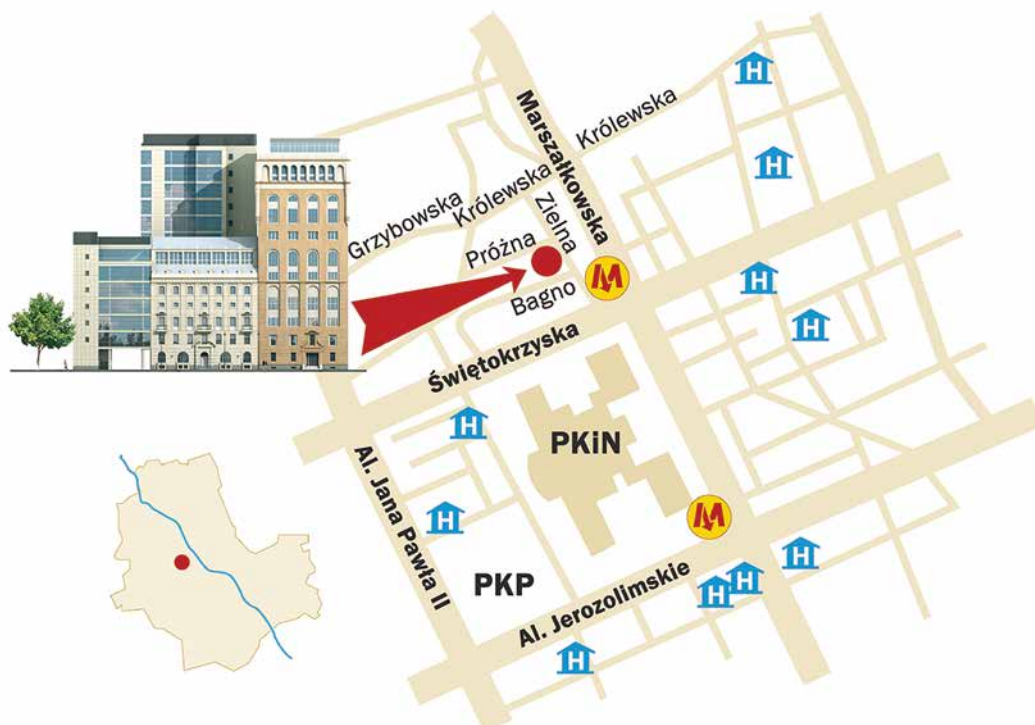 H
Marszałkowska
Królewska
H
Królewska
Zielna
Grzybowska
Próżna
M
H
Bagno
H
Świętokrzyska
H
PKiN
Al. Jana Pawła II
H
M
H
PKP
H
H
Al. Jerozolimskie
H